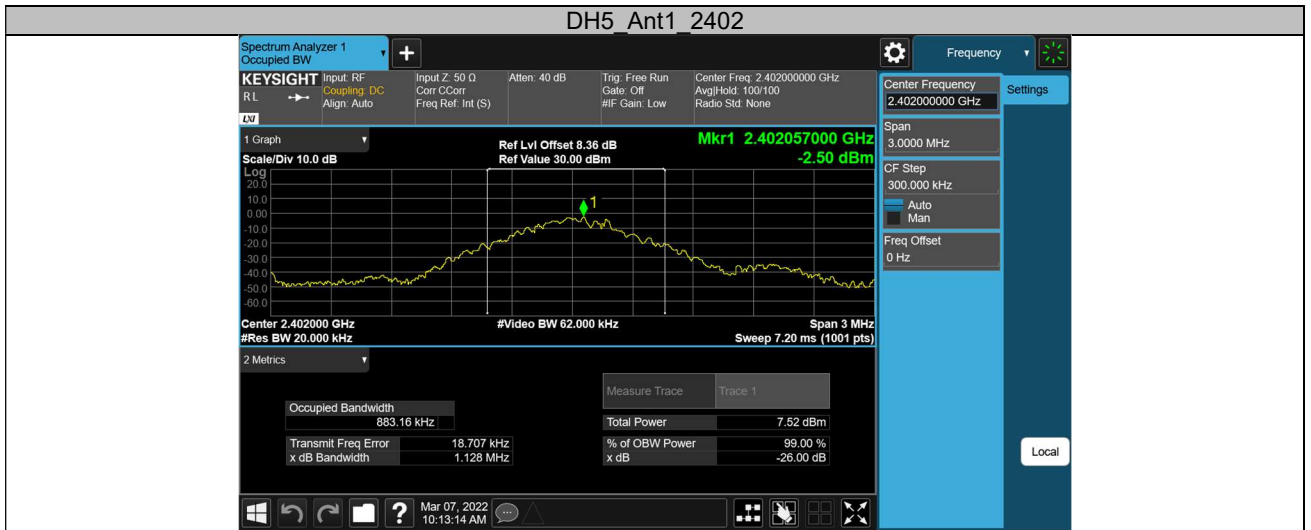 DH5_Ant1_2402
Spectrum Analyzer 1
Occupied BW
Frequency
KEYSIGHT
RL
LXI
Input: RF
Coupling: DC
Align: Auto
Input Z: 50 Ω
Corr CCorr
Freq Ref: Int (S)
Atten: 40 dB
Trig: Free Run
Gate: Off
#IF Gain: Low
Center Freq: 2.402000000 GHz
Avg|Hold: 100/100
Radio Std: None
Center Frequency
2.402000000 GHz
Settings
Span
3.0000 MHz
CF Step
300.000 kHz
Auto
Man
Freq Offset
0 Hz
Local
1 Graph
Scale/Div 10.0 dB
Ref Lvl Offset 8.36 dB
Ref Value 30.00 dBm
Mkr1 2.402057000 GHz
-2.50 dBm
Log
20.0
10.0
0.00
-10.0
-20.0
-30.0
-40.0
-50.0
-60.0
1
Center 2.402000 GHz
#Res BW 20.000 kHz
#Video BW 62.000 kHz
Span 3 MHz
Sweep 7.20 ms (1001 pts)
2 Metrics
Measure Trace Trace 1
Occupied Bandwidth
883.16 kHz
Total Power 7.52 dBm
Transmit Freq Error 18.707 kHz
% of OBW Power 99.00 %
x dB Bandwidth 1.128 MHz
x dB -26.00 dB
Mar 07, 2022
10:13:14 AM